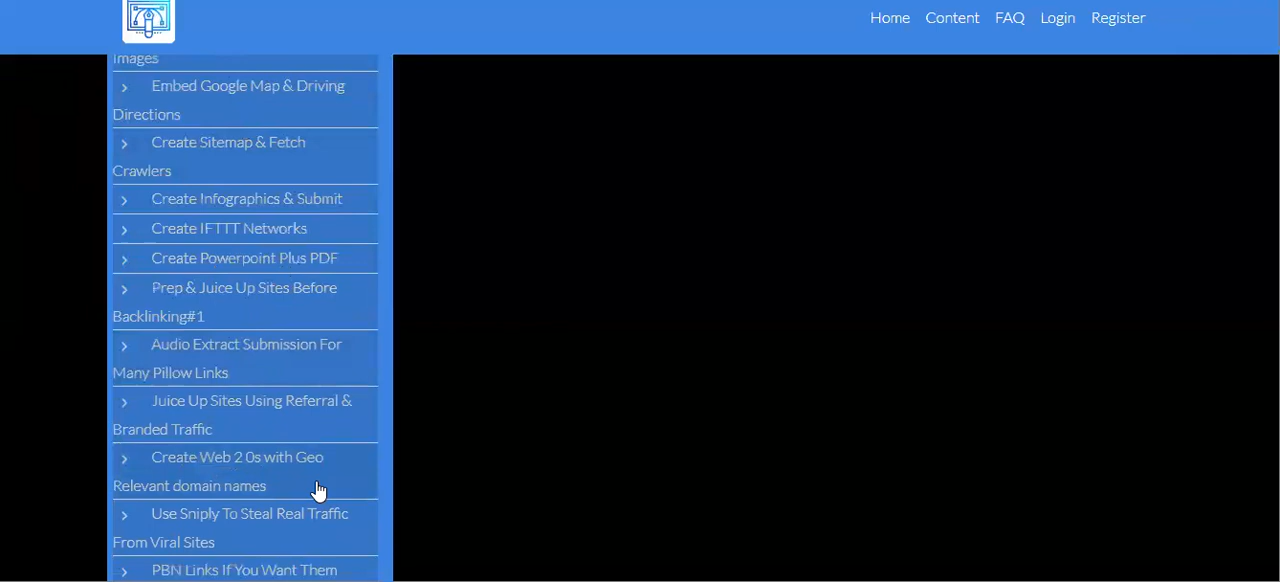 Home Content FAQ Login Register
Images
Embed Google Map & Driving
Directions
Create Sitemap & Fetch
Crawlers
Create Infographics & Submit
Create IFTTT Networks
Create Powerpoint Plus PDF
Prep & Juice Up Sites Before
Backlinking#1
Audio Extract Submission For
Many Pillow Links
Juice Up Sites Using Referral &
Branded Traffic
Create Web 2 0s with Geo
Relevant domain names
Use Sniply To Steal Real Traffic
From Viral Sites
PBN Links If You Want Them